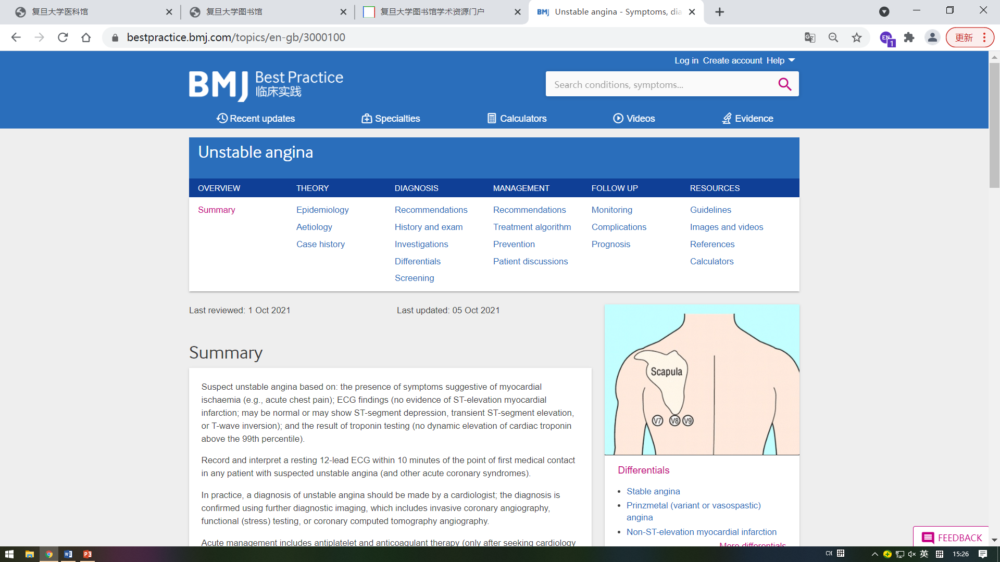 复旦大学医科馆
复旦大学图书馆
复旦大学图书馆学术资源门户
BMJ Unstable angina - Symptoms, dia
bestpractice.bmj.com/topics/en-gb/3000100
EN
1
更新
Log in Create account Help
BMJ Best Practice
临床实践
Search conditions, symptoms...
Recent updates
Specialties
Calculators
Videos
Evidence
Unstable angina
OVERVIEW THEORY DIAGNOSIS MANAGEMENT FOLLOW UP RESOURCES
Summary Epidemiology Recommendations Recommendations Monitoring Guidelines
Aetiology History and exam Treatment algorithm Complications Images and videos
Case history Investigations Prevention Prognosis References
Differentials Patient discussions Calculators
Screening
Last reviewed: 1 Oct 2021 Last updated: 05 Oct 2021
Summary
Suspect unstable angina based on: the presence of symptoms suggestive of myocardial
ischaemia (e.g., acute chest pain); ECG findings (no evidence of ST-elevation myocardial
infarction; may be normal or may show ST-segment depression, transient ST-segment elevation,
or T-wave inversion); and the result of troponin testing (no dynamic elevation of cardiac troponin
above the 99th percentile).
Record and interpret a resting 12-lead ECG within 10 minutes of the point of first medical contact
in any patient with suspected unstable angina (and other acute coronary syndromes).
In practice, a diagnosis of unstable angina should be made by a cardiologist; the diagnosis is
confirmed using further diagnostic imaging, which includes invasive coronary angiography,
functional (stress) testing, or coronary computed tomography angiography.
Acute management includes antiplatelet and anticoagulant therapy (only after seeking cardiology
Scapula
V7 V8 V9
Differentials
Stable angina
Prinzmetal (variant or vasospastic)
angina
Non-ST-elevation myocardial infarction
More differentials
FEEDBACK
CH 拼
英 拼 15:26